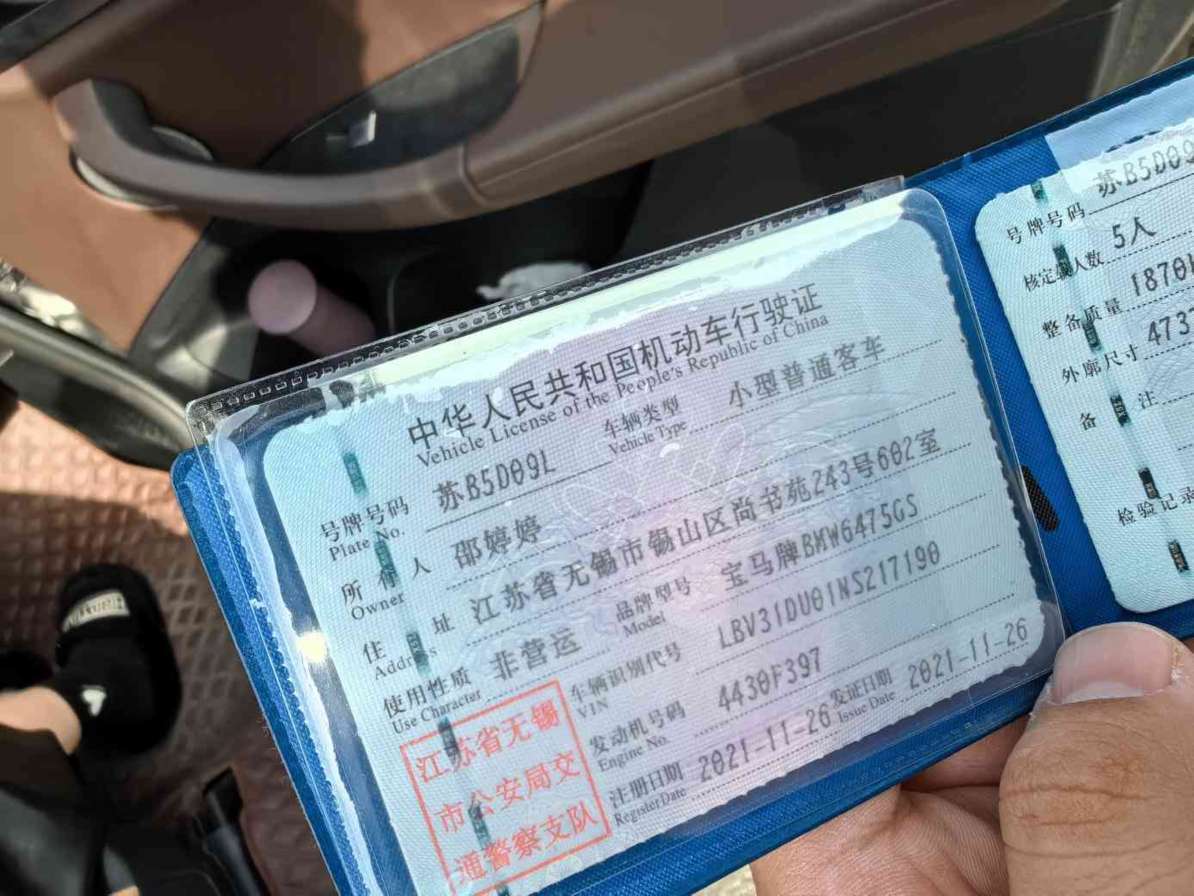 中华人民共和国机动车行驶证
Vehicle License of the People's Republic of China
号牌号码 苏B5D09L 车辆类型 小型普通客车
Plate No. Vehicle Type
所有人 邵婷婷
Owner
住址 江苏省无锡市锡山区尚书苑243号602室
Address
使用性质 非营运 品牌型号 宝马牌BMW6475GS
Use Character Model
车辆识别代号 LBV31DU01NS217190
VIN
发动机号码 4430F397
Engine No.
注册日期 2021-11-26 发证日期 2021-11-26
Register Date Issue Date
江苏省无锡
市公安局交
通警察支队
号牌号码 苏B5D09
核定载人数 5人
整备质量 1870
外廓尺寸 473
备注
检验记录